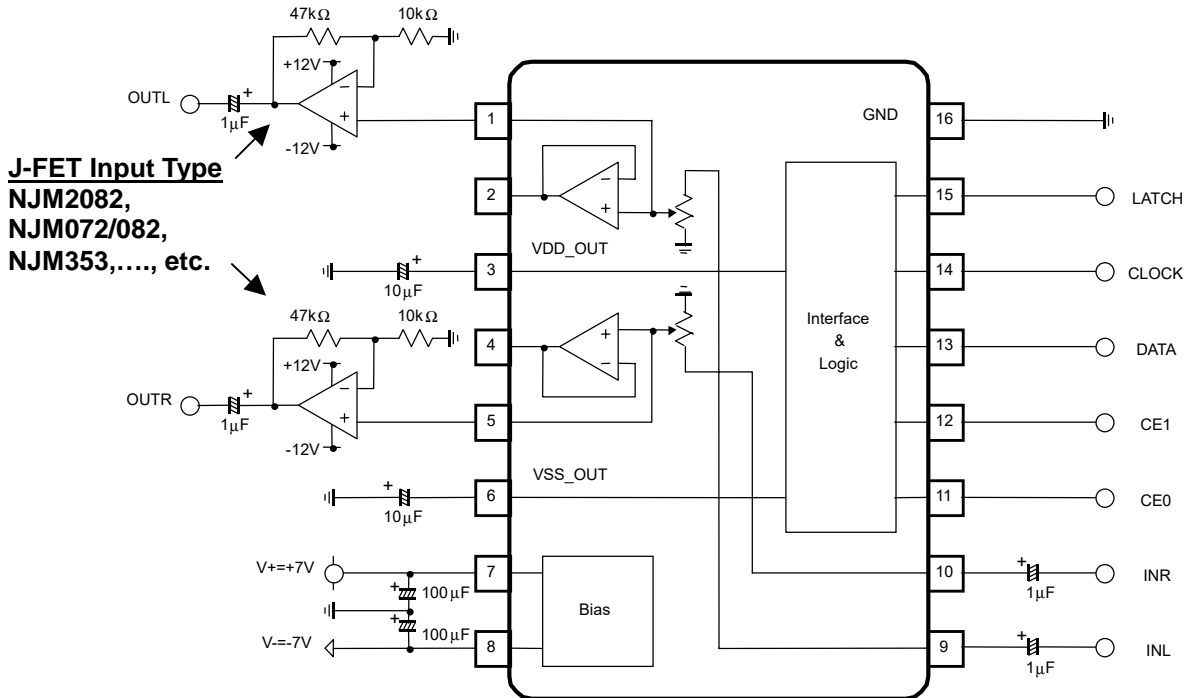 47kΩ
10kΩ
+12V
−
+
-12V
OUTL
+
1µF
J-FET Input Type
NJM2082,
NJM072/082,
NJM353,...., etc.
47kΩ
10kΩ
+12V
−
+
-12V
OUTR
+
1µF
1
2
3
4
5
6
7
8
+
10µF
+
10µF
V+=+7V
+
100µF
+
100µF
V-=-7V
−
+
VDD_OUT
+
−
VSS_OUT
Bias
GND
Interface
&
Logic
16
15
LATCH
14
CLOCK
13
DATA
12
CE1
11
CE0
10
+
1µF
INR
9
+
1µF
INL